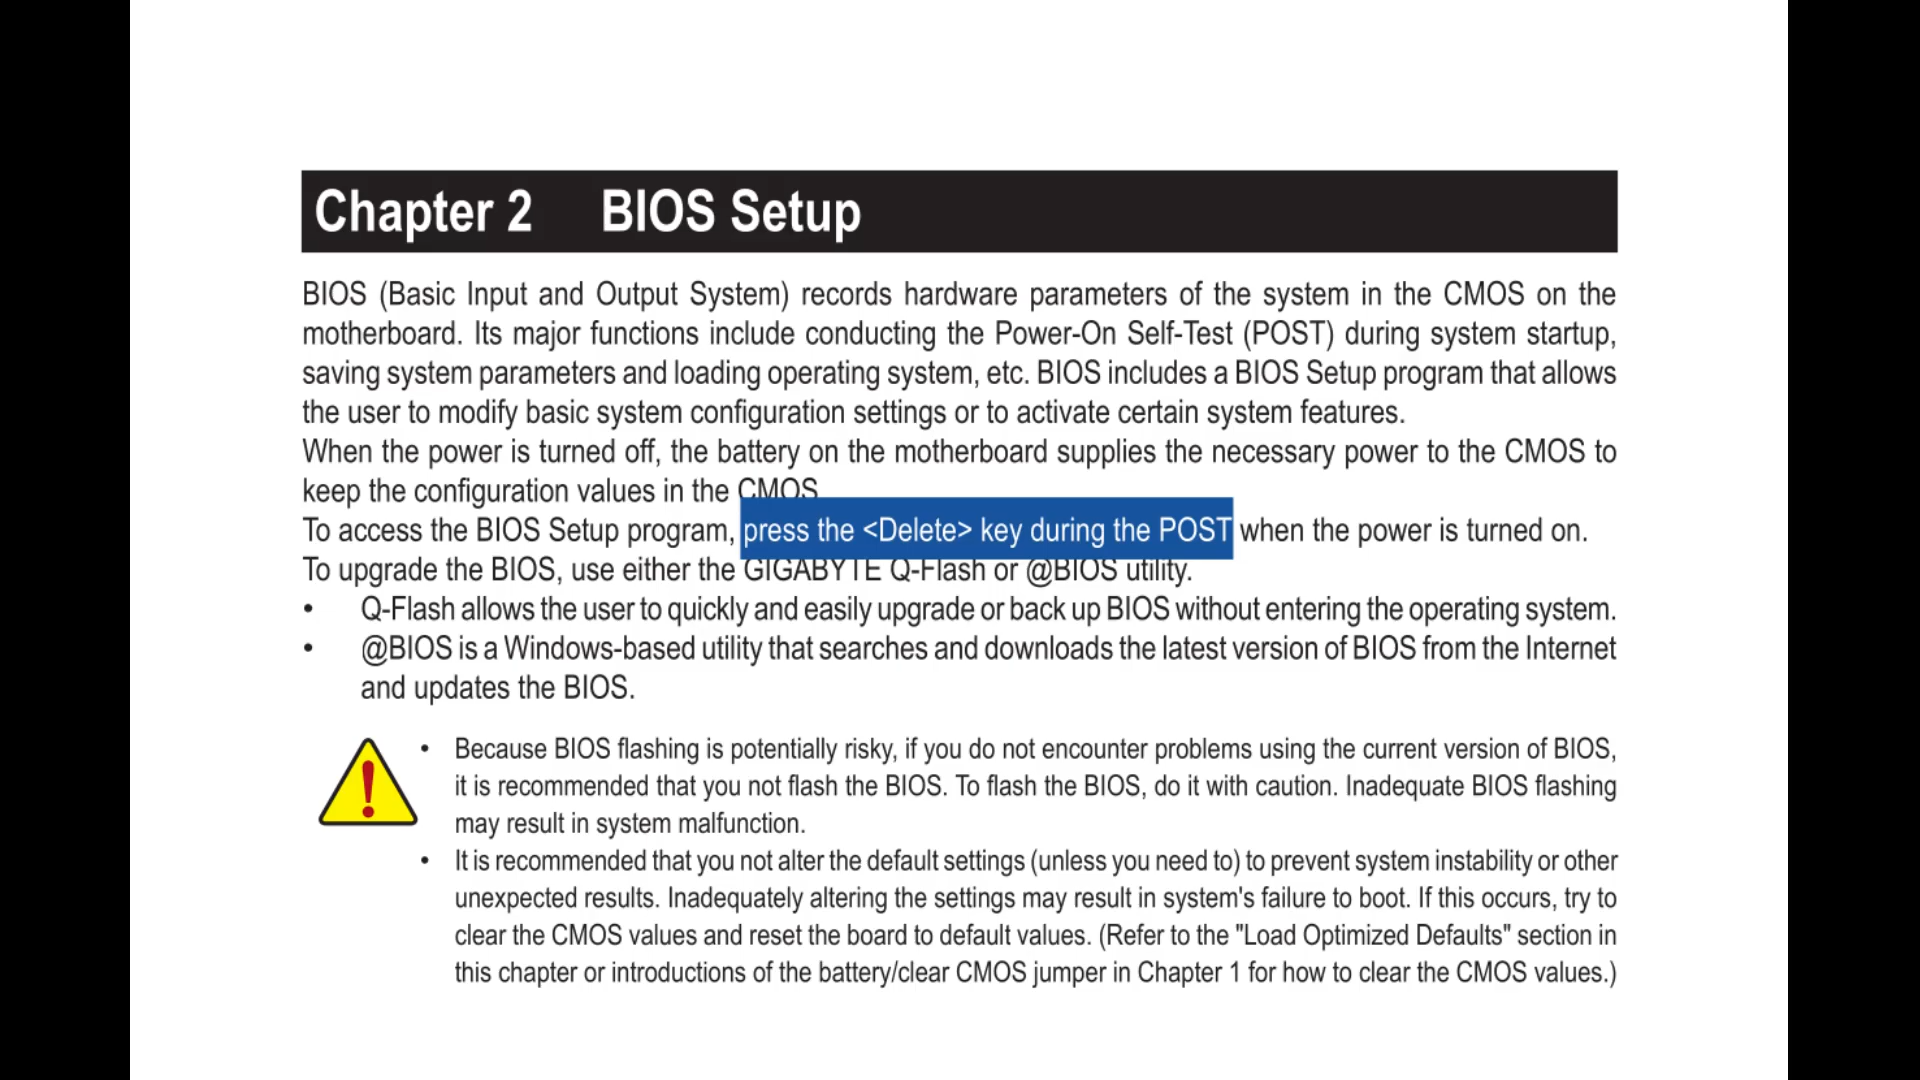 Chapter 2 BIOS Setup
BIOS (Basic Input and Output System) records hardware parameters of the system in the CMOS on the
motherboard. Its major functions include conducting the Power-On Self-Test (POST) during system startup,
saving system parameters and loading operating system, etc. BIOS includes a BIOS Setup program that allows
the user to modify basic system configuration settings or to activate certain system features.
When the power is turned off, the battery on the motherboard supplies the necessary power to the CMOS to
keep the configuration values in the CMOS.
To access the BIOS Setup program, press the <Delete> key during the POST when the power is turned on.
To upgrade the BIOS, use either the GIGABYTE Q-Flash or @BIOS utility.
• Q-Flash allows the user to quickly and easily upgrade or back up BIOS without entering the operating system.
• @BIOS is a Windows-based utility that searches and downloads the latest version of BIOS from the Internet
and updates the BIOS.
• Because BIOS flashing is potentially risky, if you do not encounter problems using the current version of BIOS,
it is recommended that you not flash the BIOS. To flash the BIOS, do it with caution. Inadequate BIOS flashing
may result in system malfunction.
• It is recommended that you not alter the default settings (unless you need to) to prevent system instability or other
unexpected results. Inadequately altering the settings may result in system's failure to boot. If this occurs, try to
clear the CMOS values and reset the board to default values. (Refer to the "Load Optimized Defaults" section in
this chapter or introductions of the battery/clear CMOS jumper in Chapter 1 for how to clear the CMOS values.)